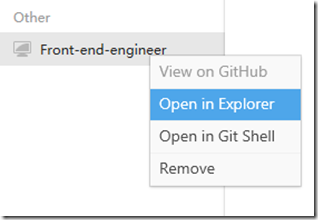 Other
Front-end-engineer
View on GitHub
Open in Explorer
Open in Git Shell
Remove